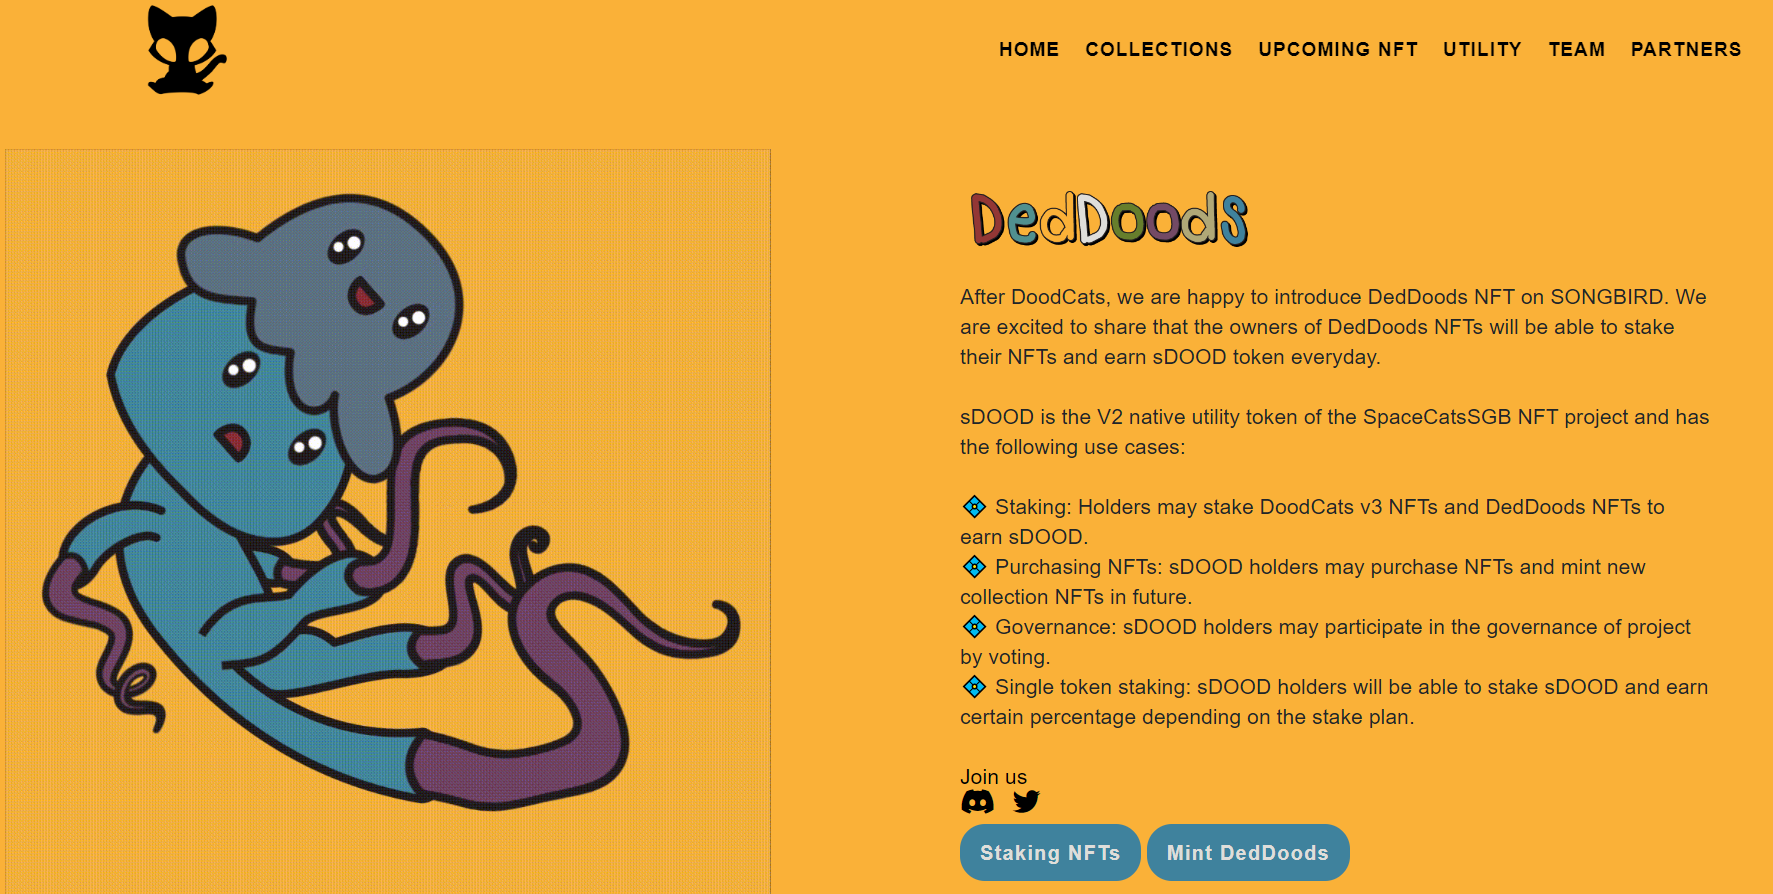 HOME COLLECTIONS UPCOMING NFT UTILITY TEAM PARTNERS
DedDoods
After DoodCats, we are happy to introduce DedDoods NFT on SONGBIRD. We
are excited to share that the owners of DedDoods NFTs will be able to stake
their NFTs and earn sDOOD token everyday.
sDOOD is the V2 native utility token of the SpaceCatsSGB NFT project and has
the following use cases:
💠 Staking: Holders may stake DoodCats v3 NFTs and DedDoods NFTs to
earn sDOOD.
💠 Purchasing NFTs: sDOOD holders may purchase NFTs and mint new
collection NFTs in future.
💠 Governance: sDOOD holders may participate in the governance of project
by voting.
💠 Single token staking: sDOOD holders will be able to stake sDOOD and earn
certain percentage depending on the stake plan.
Join us
Staking NFTs Mint DedDoods